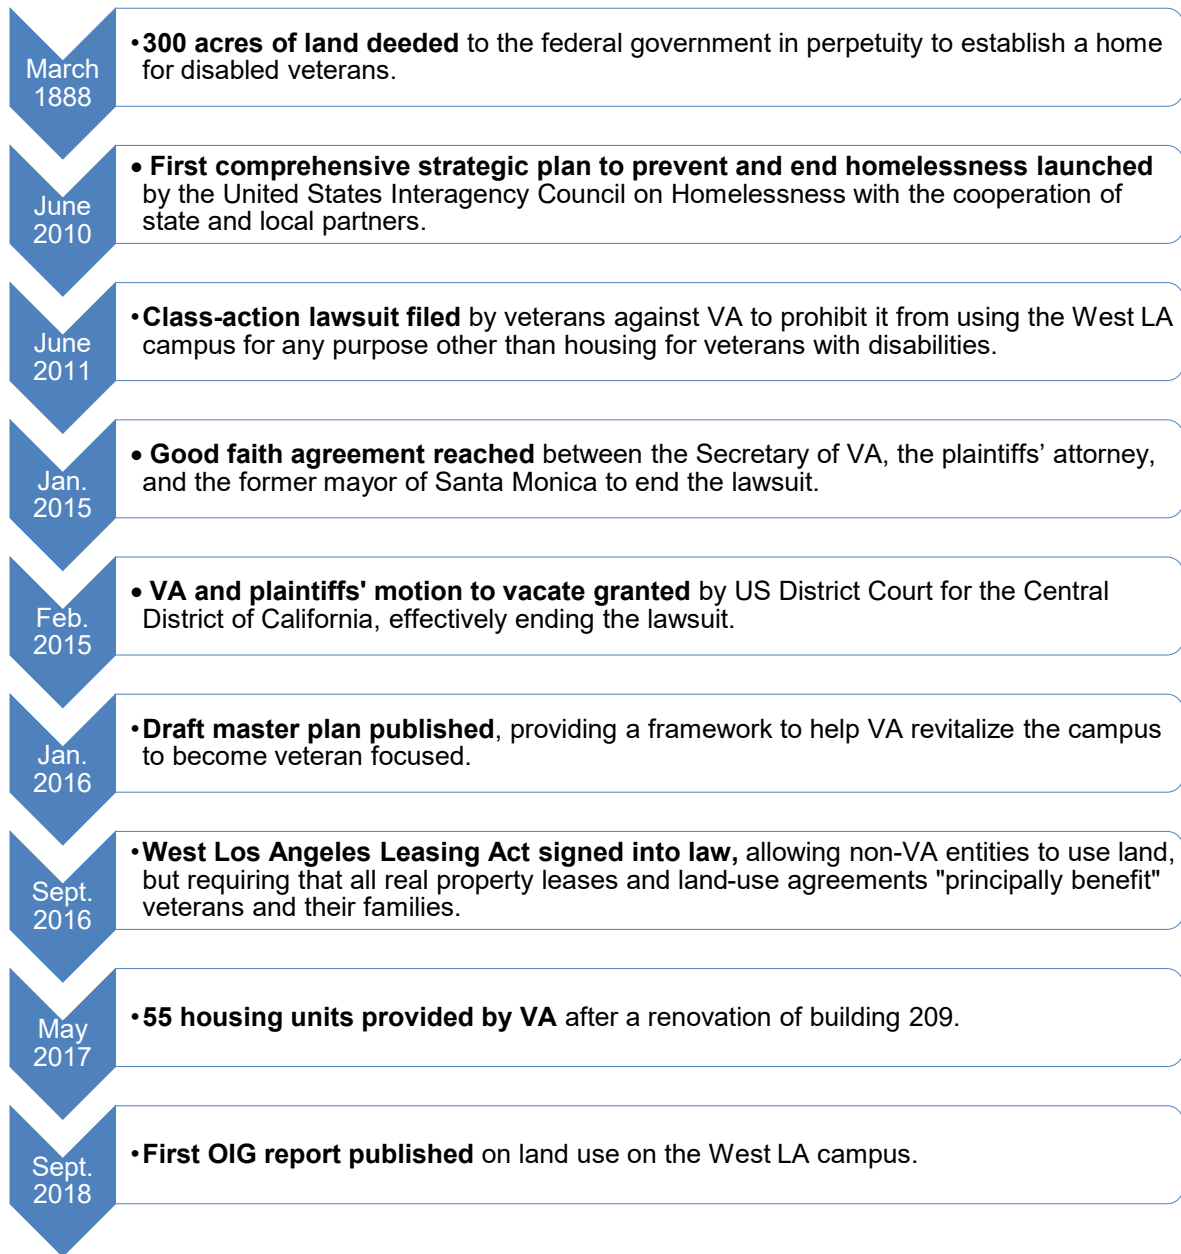 March
1888
•300 acres of land deeded to the federal government in perpetuity to establish a home
for disabled veterans.
June
2010
• First comprehensive strategic plan to prevent and end homelessness launched
by the United States Interagency Council on Homelessness with the cooperation of
state and local partners.
June
2011
•Class-action lawsuit filed by veterans against VA to prohibit it from using the West LA
campus for any purpose other than housing for veterans with disabilities.
Jan.
2015
• Good faith agreement reached between the Secretary of VA, the plaintiffs’ attorney,
and the former mayor of Santa Monica to end the lawsuit.
Feb.
2015
• VA and plaintiffs' motion to vacate granted by US District Court for the Central
District of California, effectively ending the lawsuit.
Jan.
2016
•Draft master plan published, providing a framework to help VA revitalize the campus
to become veteran focused.
Sept.
2016
•West Los Angeles Leasing Act signed into law, allowing non-VA entities to use land,
but requiring that all real property leases and land-use agreements "principally benefit"
veterans and their families.
May
2017
•55 housing units provided by VA after a renovation of building 209.
Sept.
2018
•First OIG report published on land use on the West LA campus.